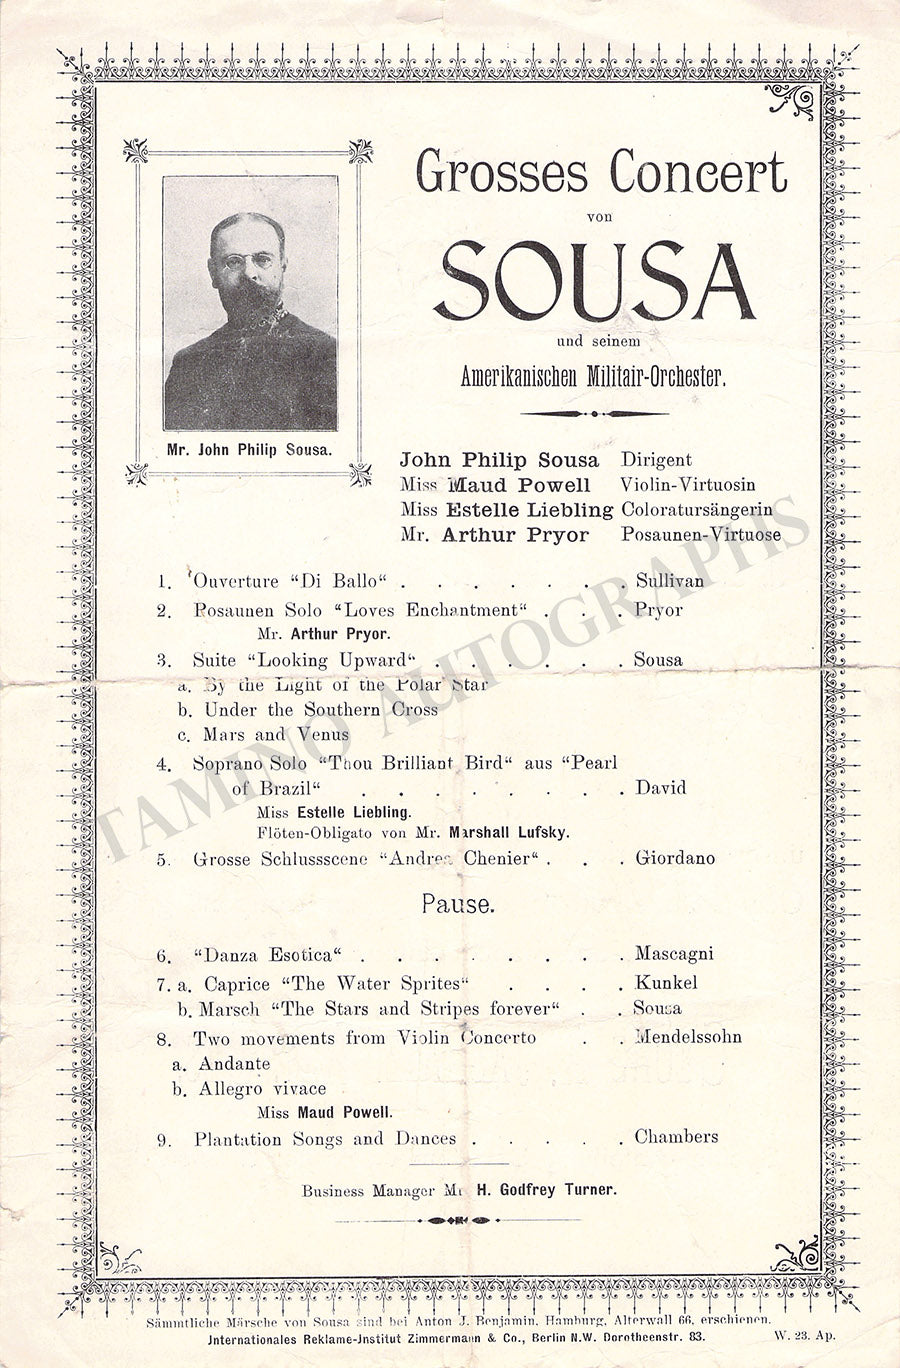 Grosses Concert
von
SOUSA
und seinem
Amerikanischen Militair-Orchester.
Mr. John Philip Sousa.
John Philip Sousa Dirigent
Miss Maud Powell Violin-Virtuosin
Miss Estelle Liebling Coloratursängerin
Mr. Arthur Pryor Posaunen-Virtuose
1. Ouverture “Di Ballo“ . . . . . . . Sullivan
2. Posaunen Solo “Loves Enchantment“ . . . Pryor
Mr. Arthur Pryor.
3. Suite “Looking Upward“ . . . . . . Sousa
a. By the Light of the Polar Star
b. Under the Southern Cross
c. Mars and Venus
4. Soprano Solo “Thou Brilliant Bird“ aus “Pearl
of Brazil“ . . . . . . . . David
Miss Estelle Liebling.
Flöten-Obligato von Mr. Marshall Lufsky.
5. Grosse Schlussscene “Andrea Chenier“ . . . Giordano
Pause.
6. “Danza Esotica“ . . . . . . . . Mascagni
7. a. Caprice “The Water Sprites“ . . . . Kunkel
b. Marsch “The Stars and Stripes forever“ . . Sousa
8. Two movements from Violin Concerto . . Mendelssohn
a. Andante
b. Allegro vivace
Miss Maud Powell.
9. Plantation Songs and Dances . . . . . Chambers
Business Manager Mr H. Godfrey Turner.
Sämmtliche Märsche von Sousa sind bei Anton J. Benjamin, Hamburg, Alterwall 66, erschienen.
Jnternationales Reklame-Institut Zimmermann & Co., Berlin N.W. Dorotheenstr. 83. W. 23. Ap.
TAMINO AUTOGRAPHS